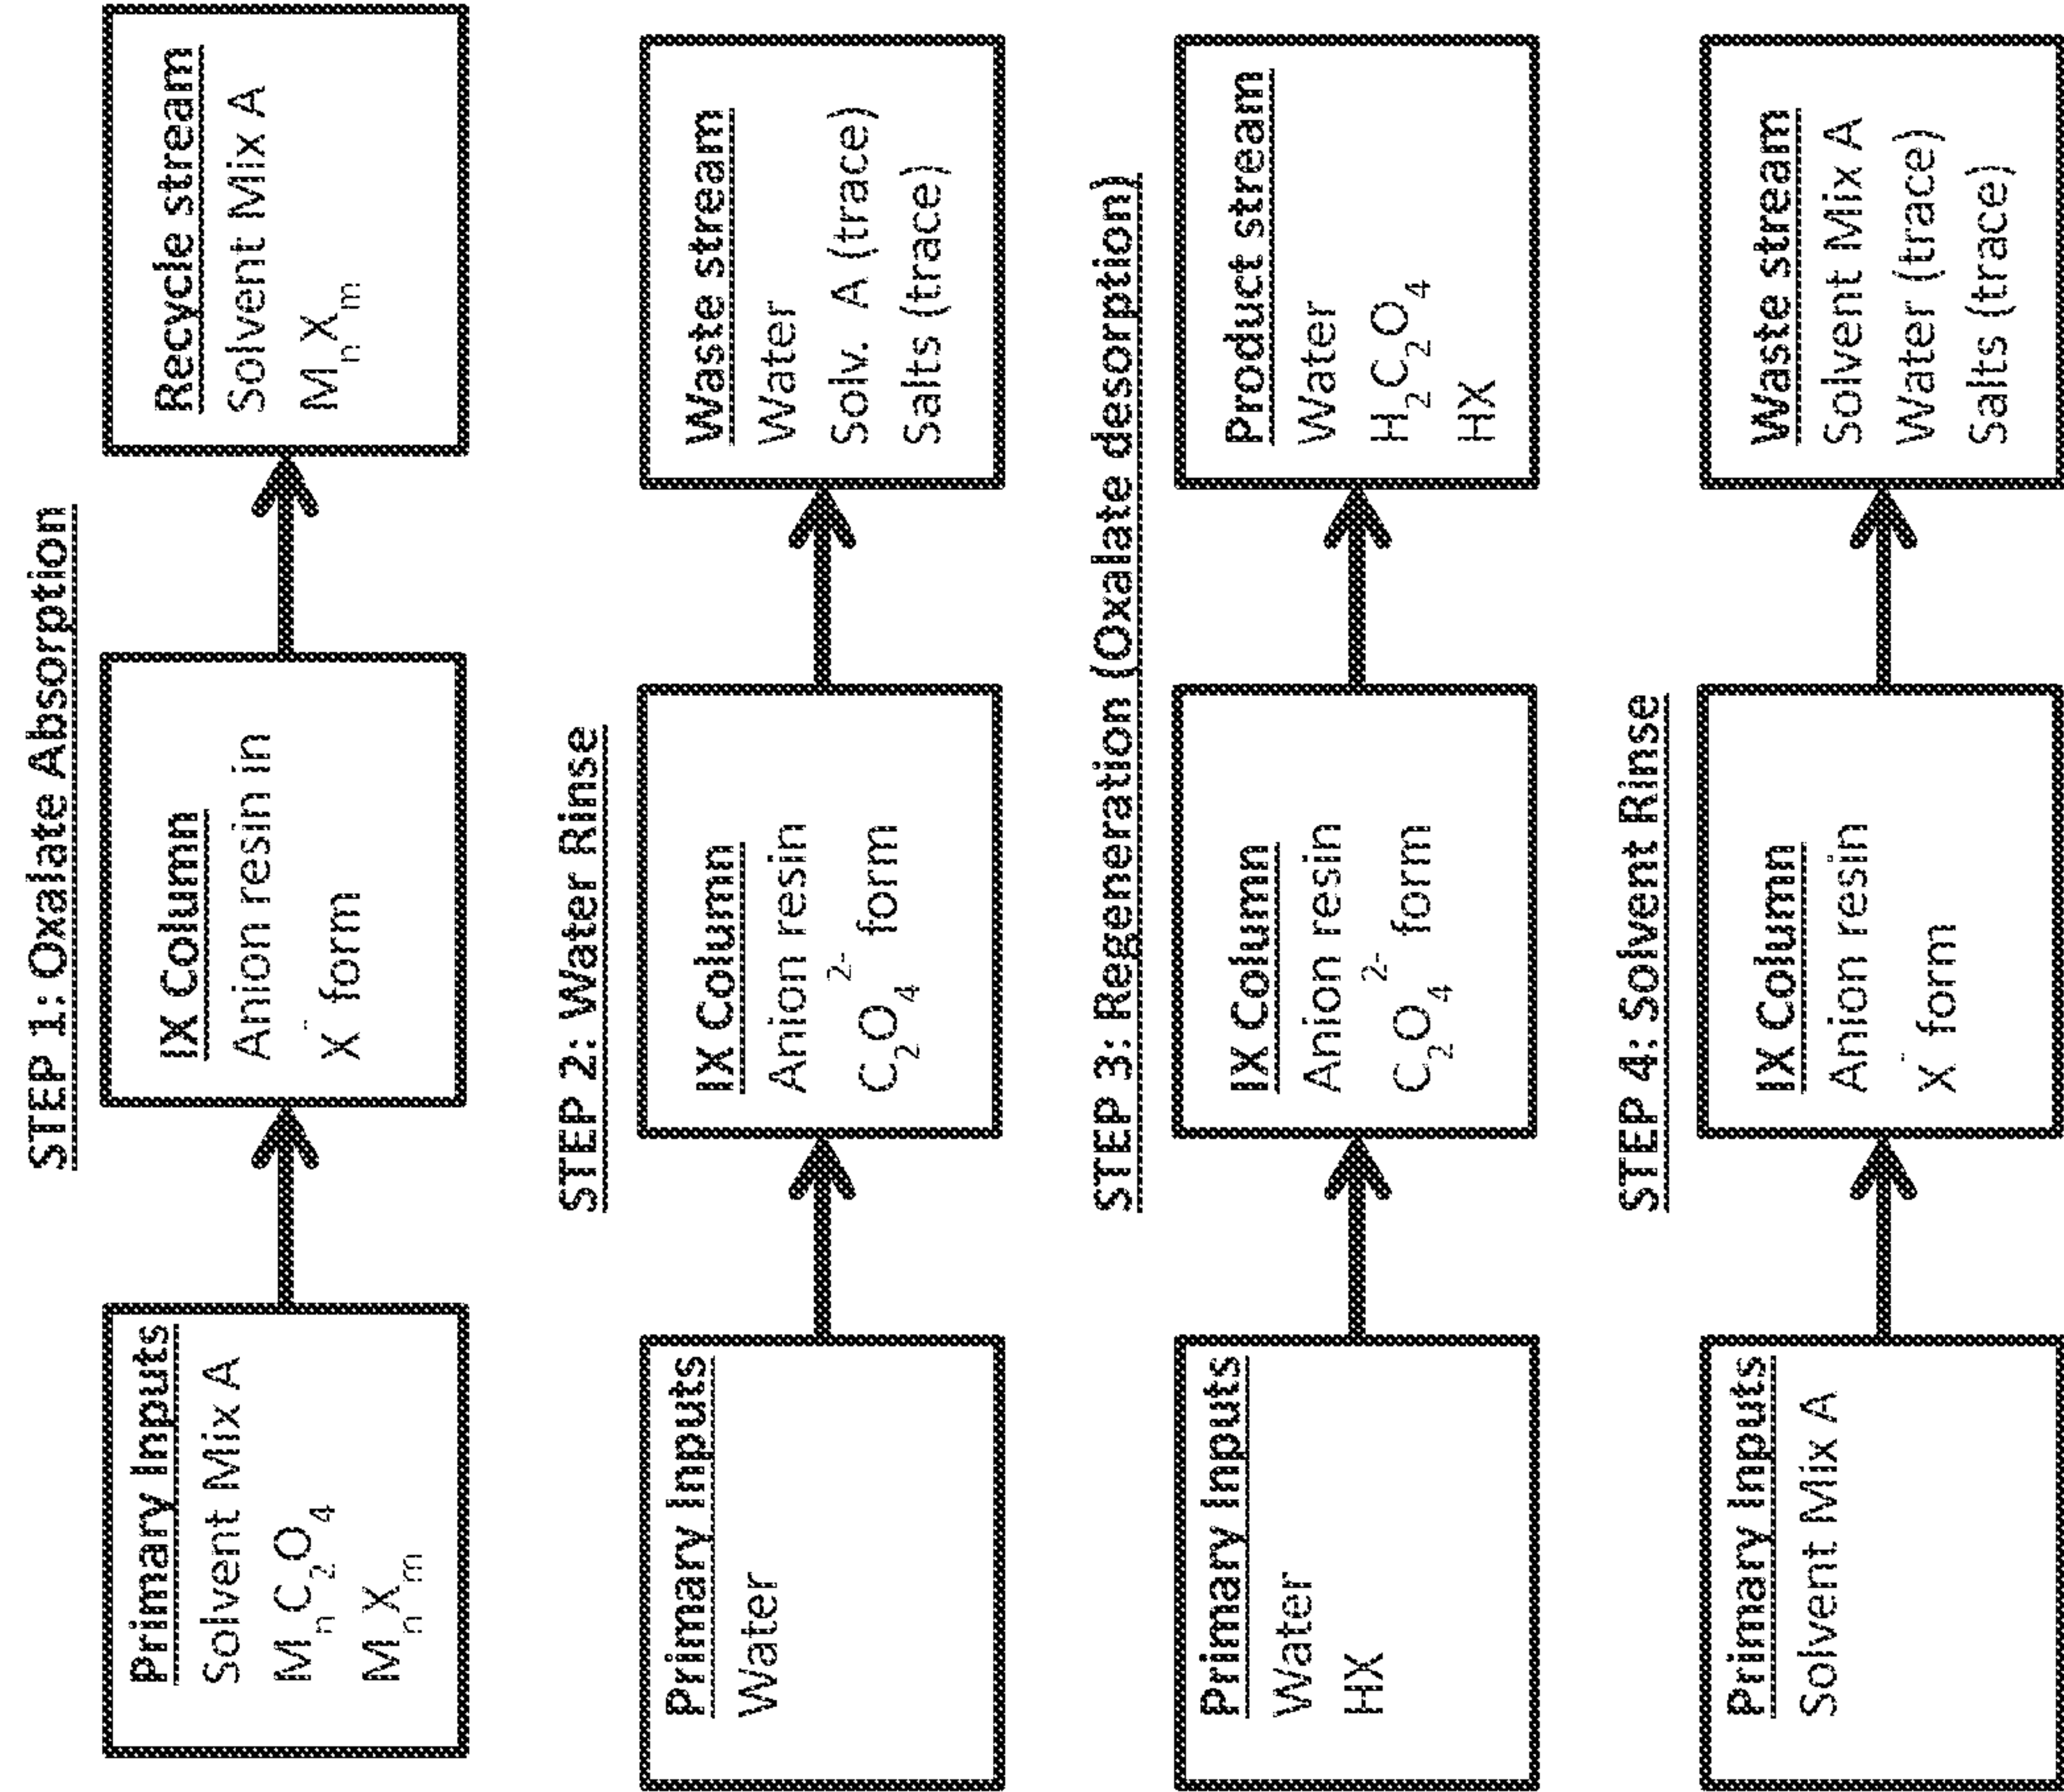 STEP 1: Oxalate Absorption
Primary Inputs
Solvent Mix A
MₙC₂O₄
MₙXₘ
IX Column
Anion resin in
X⁻ form
Recycle stream
Solvent Mix A
MₙXₘ
STEP 2: Water Rinse
Primary Inputs
Water
IX Column
Anion resin
C₂O₄²⁻ form
Waste stream
Water
Solv. A (trace)
Salts (trace)
STEP 3: Regeneration (Oxalate desorption)
Primary Inputs
Water
HX
IX Column
Anion resin
C₂O₄²⁻ form
Product stream
Water
H₂C₂O₄
HX
STEP 4: Solvent Rinse
Primary Inputs
Solvent Mix A
IX Column
Anion resin
X⁻ form
Waste stream
Solvent Mix A
Water (trace)
Salts (trace)